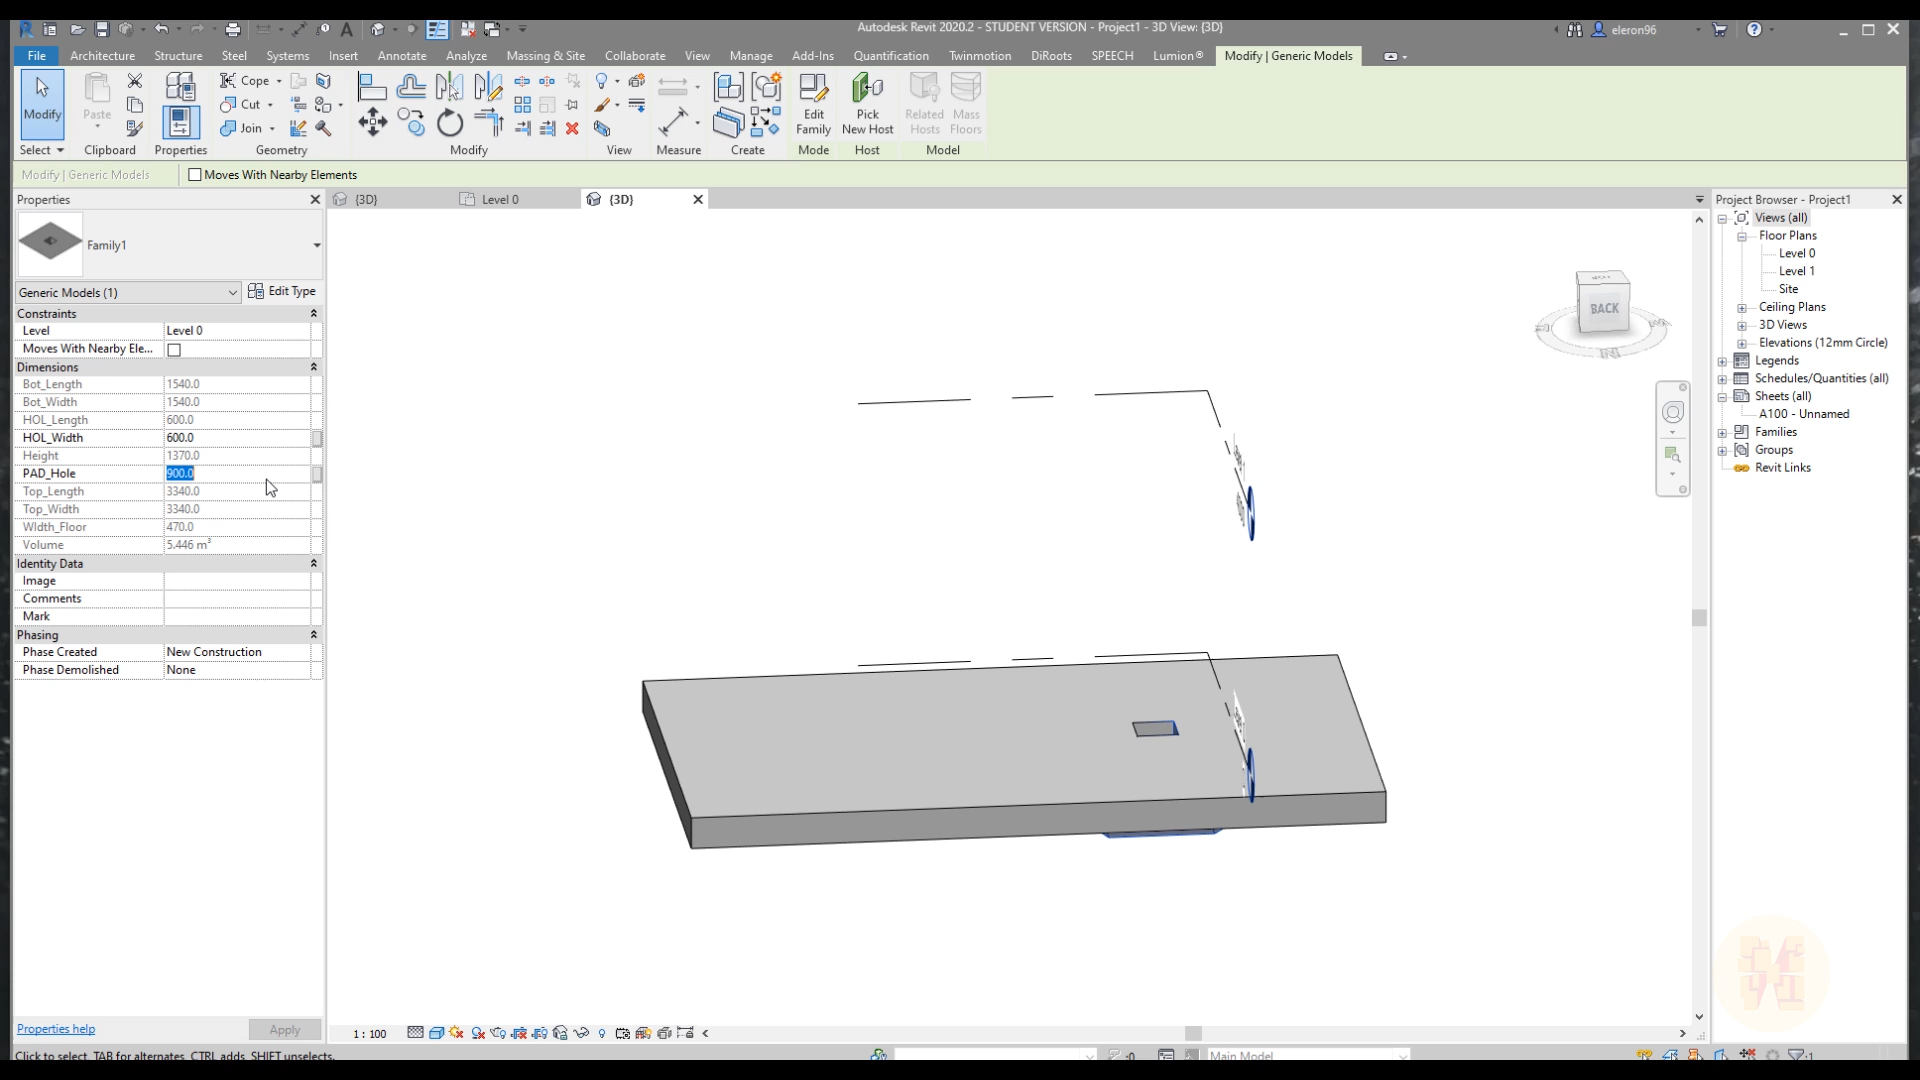 Autodesk Revit 2020.2 - STUDENT VERSION - Project1 - 3D View: {3D}
eleron96
File Architecture Structure Steel Systems Insert Annotate Analyze Massing & Site Collaborate View Manage Add-Ins Quantification Twinmotion DiRoots SPEECH Lumion® Modify | Generic Models
Modify
Paste
Cope
Cut
Join
Edit Family
Pick New Host
Related Hosts
Mass Floors
Select Clipboard Properties Geometry Modify View Measure Create Mode Host Model
Modify | Generic Models
Moves With Nearby Elements
Properties
{3D}
Level 0
{3D}
Project Browser - Project1
Family1
Generic Models (1)
Edit Type
Constraints
Level Level 0
Moves With Nearby Ele...
Dimensions
Bot_Length 1540.0
Bot_Width 1540.0
HOL_Length 600.0
HOL_Width 600.0
Height 1370.0
PAD_Hole 900.0
Top_Length 3340.0
Top_Width 3340.0
WIdth_Floor 470.0
Volume 5.446 m³
Identity Data
Image
Comments
Mark
Phasing
Phase Created New Construction
Phase Demolished None
Properties help
Apply
BACK
Views (all)
Floor Plans
Level 0
Level 1
Site
Ceiling Plans
3D Views
Elevations (12mm Circle)
Legends
Schedules/Quantities (all)
Sheets (all)
A100 - Unnamed
Families
Groups
Revit Links
1 : 100
Click to select, TAB for alternates, CTRL adds, SHIFT unselects.
:0
Main Model
:1